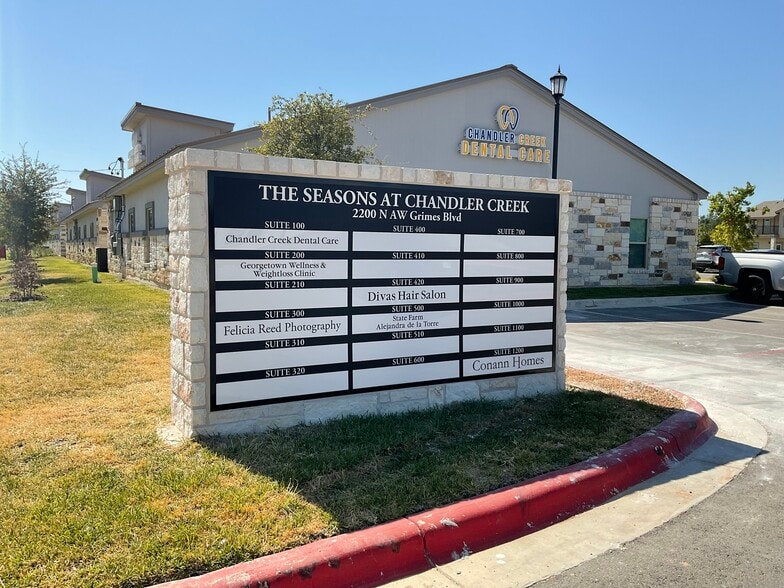 CHANDLER CREEK
DENTAL CARE
THE SEASONS AT CHANDLER CREEK
2200 N AW Grimes Blvd
SUITE 100
Chandler Creek Dental Care
SUITE 200
Georgetown Wellness &
Weightloss Clinic
SUITE 210
SUITE 300
Felicia Reed Photography
SUITE 310
SUITE 320
SUITE 400
SUITE 410
SUITE 420
Divas Hair Salon
SUITE 500
State Farm
Alejandra de la Torre
SUITE 510
SUITE 600
SUITE 700
SUITE 800
SUITE 900
SUITE 1000
SUITE 1100
SUITE 1200
Conann Homes